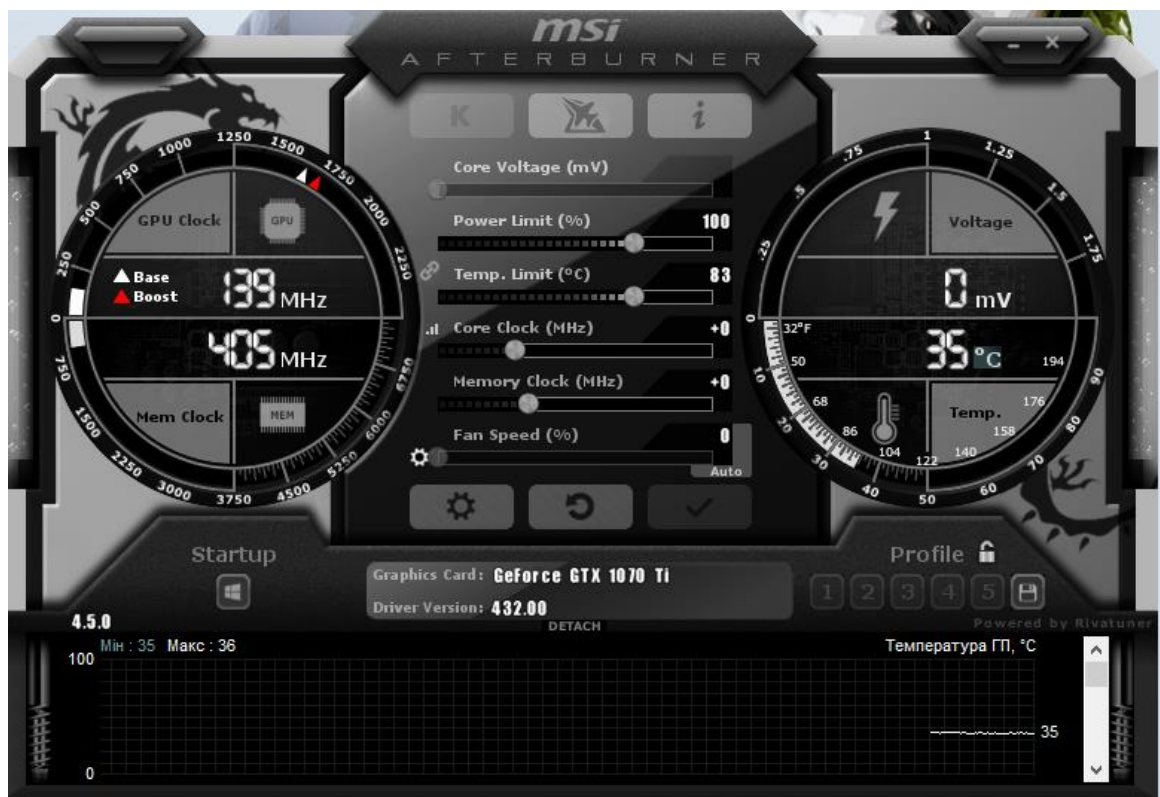 msi
AFTERBURNER
K
i
GPU Clock
GPU
Base
Boost
139 MHz
405 MHz
Mem Clock
MEM
0
250
500
750
1000
1250
1500
1750
2000
2250
750
1500
2250
3000
3750
4500
5250
6000
6750
Core Voltage (mV)
Power Limit (%) 100
Temp. Limit (°C) 83
Core Clock (MHz) +0
Memory Clock (MHz) +0
Fan Speed (%) 0
Auto
0
.25
.5
.75
1
1.25
1.5
1.75
Voltage
0 mV
35 °C
Temp.
10
20
30
40
50
60
70
80
90
32°F
50
68
86
104
122
140
158
176
194
Startup
Graphics Card: GeForce GTX 1070 Ti
Driver Version: 432.00
Profile
1 2 3 4 5
4.5.0
DETACH
Powered by Rivatuner
Мін : 35 Макс : 36
Температура ГП, °C
100
35
0